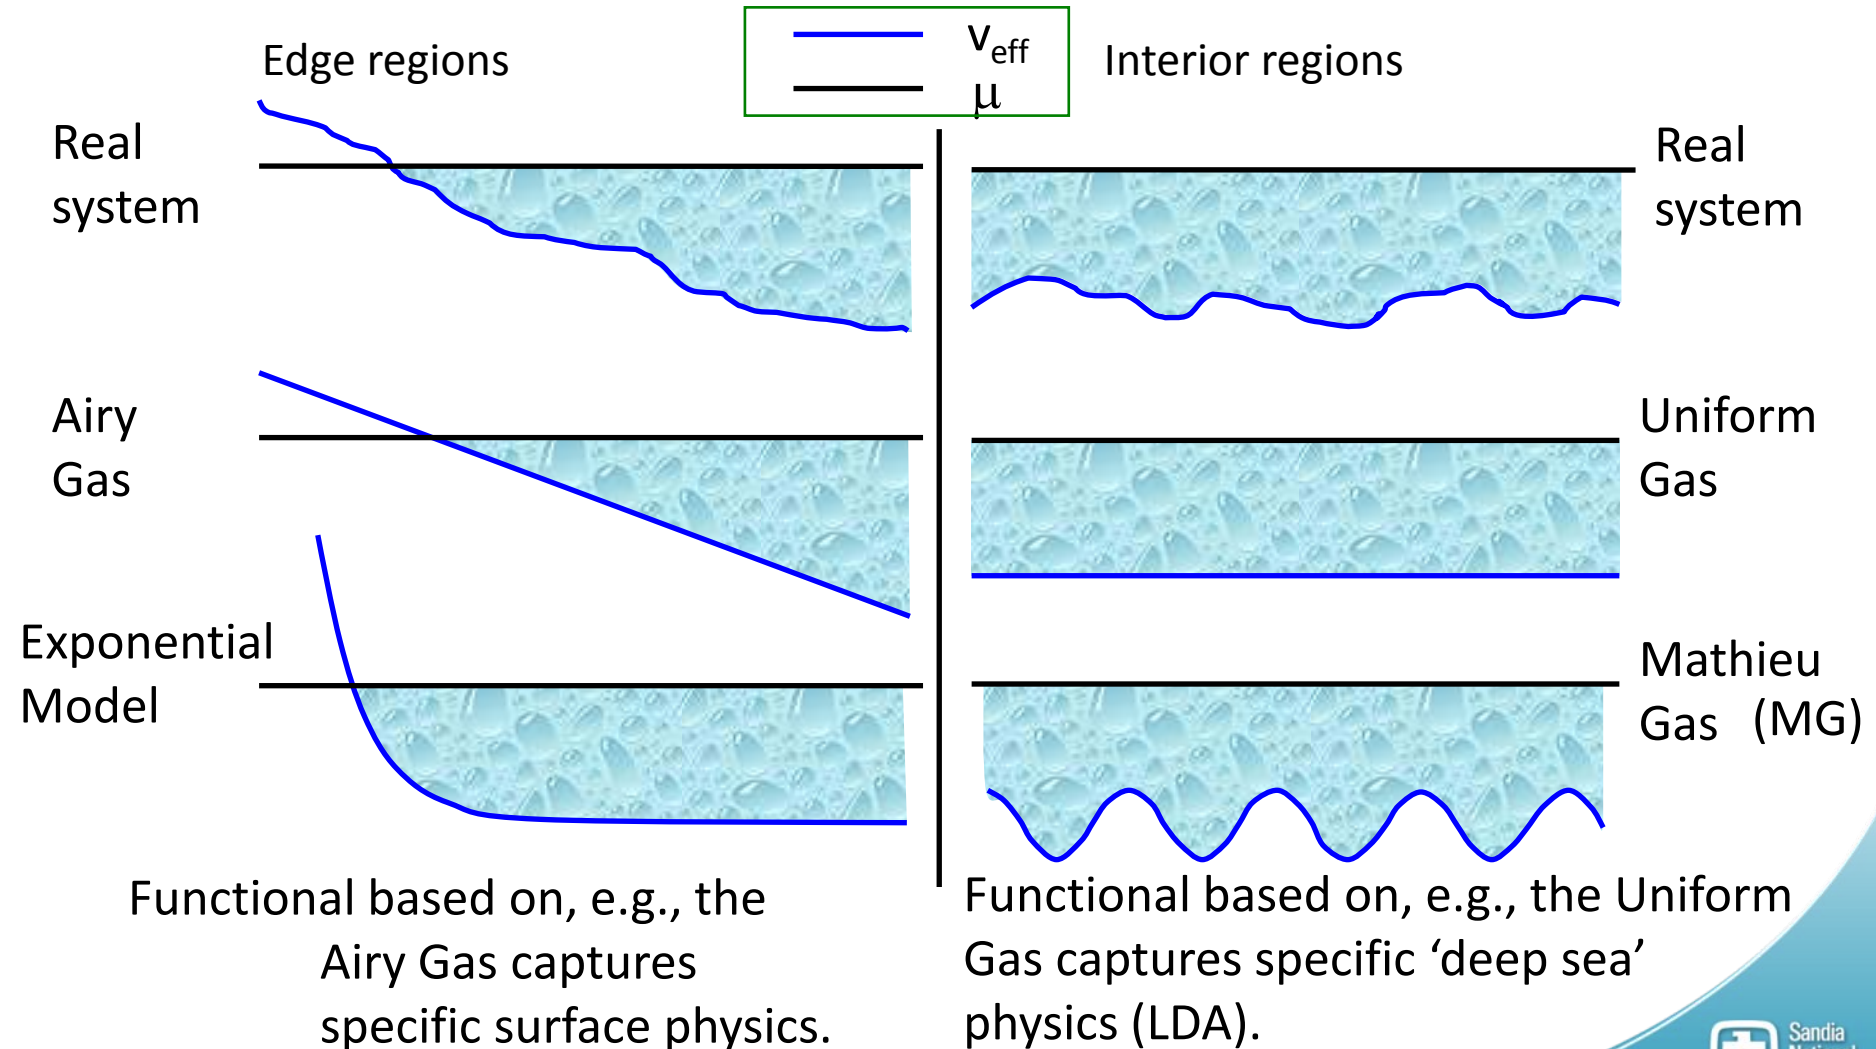 Edge regions
v_eff
μ
Interior regions
Real
system
Real
system
Airy
Gas
Uniform
Gas
Exponential
Model
Mathieu
Gas (MG)
Functional based on, e.g., the
Airy Gas captures
specific surface physics.
Functional based on, e.g., the Uniform
Gas captures specific ‘deep sea’
physics (LDA).
Sandia